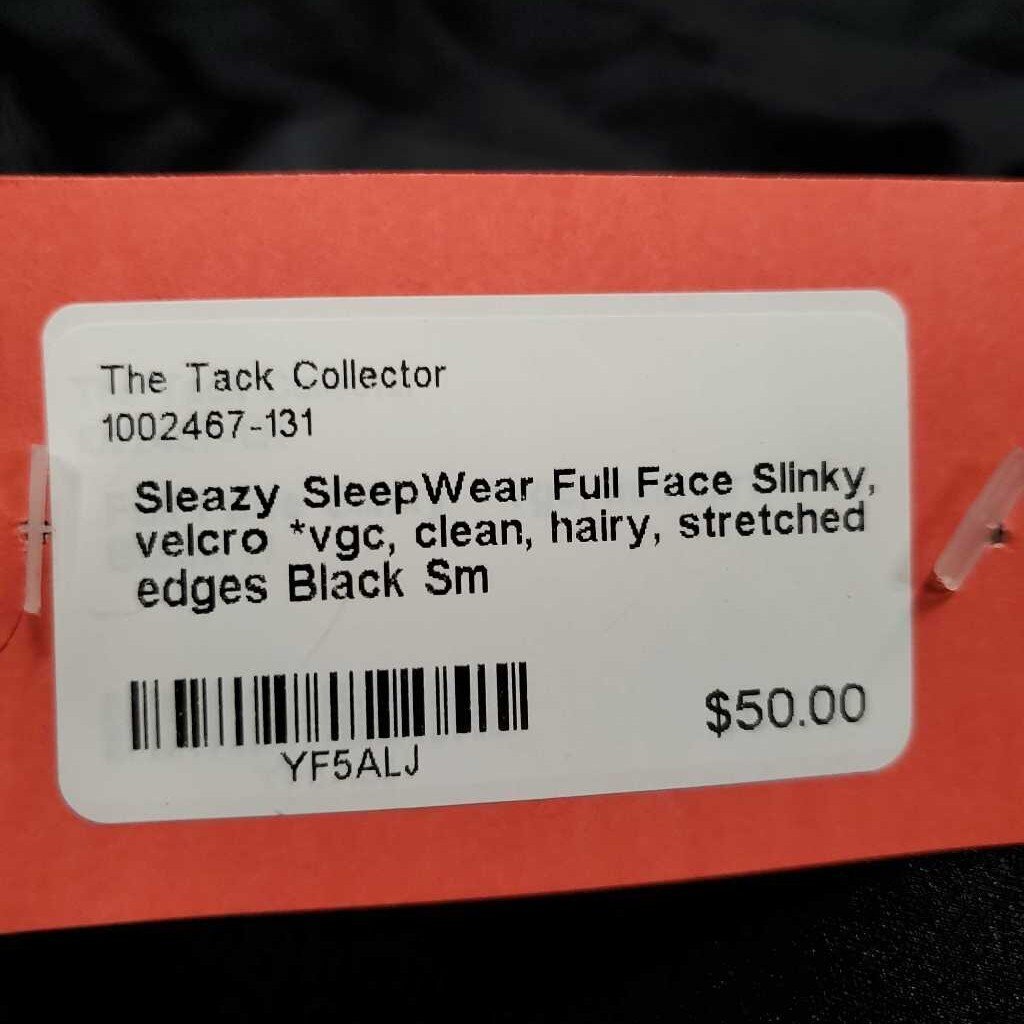 The Tack Collector
1002467-131
Sleazy SleepWear Full Face Slinky,
velcro *vgc, clean, hairy, stretched
edges Black Sm
YF5ALJ
$50.00